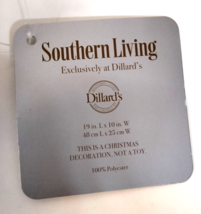 Southern Living
Exclusively at Dillard's
Dillard's
19 in. L x 10 in. W
48 cm L x 25 cm W
THIS IS A CHRISTMAS
DECORATION, NOT A TOY.
100% Polyester